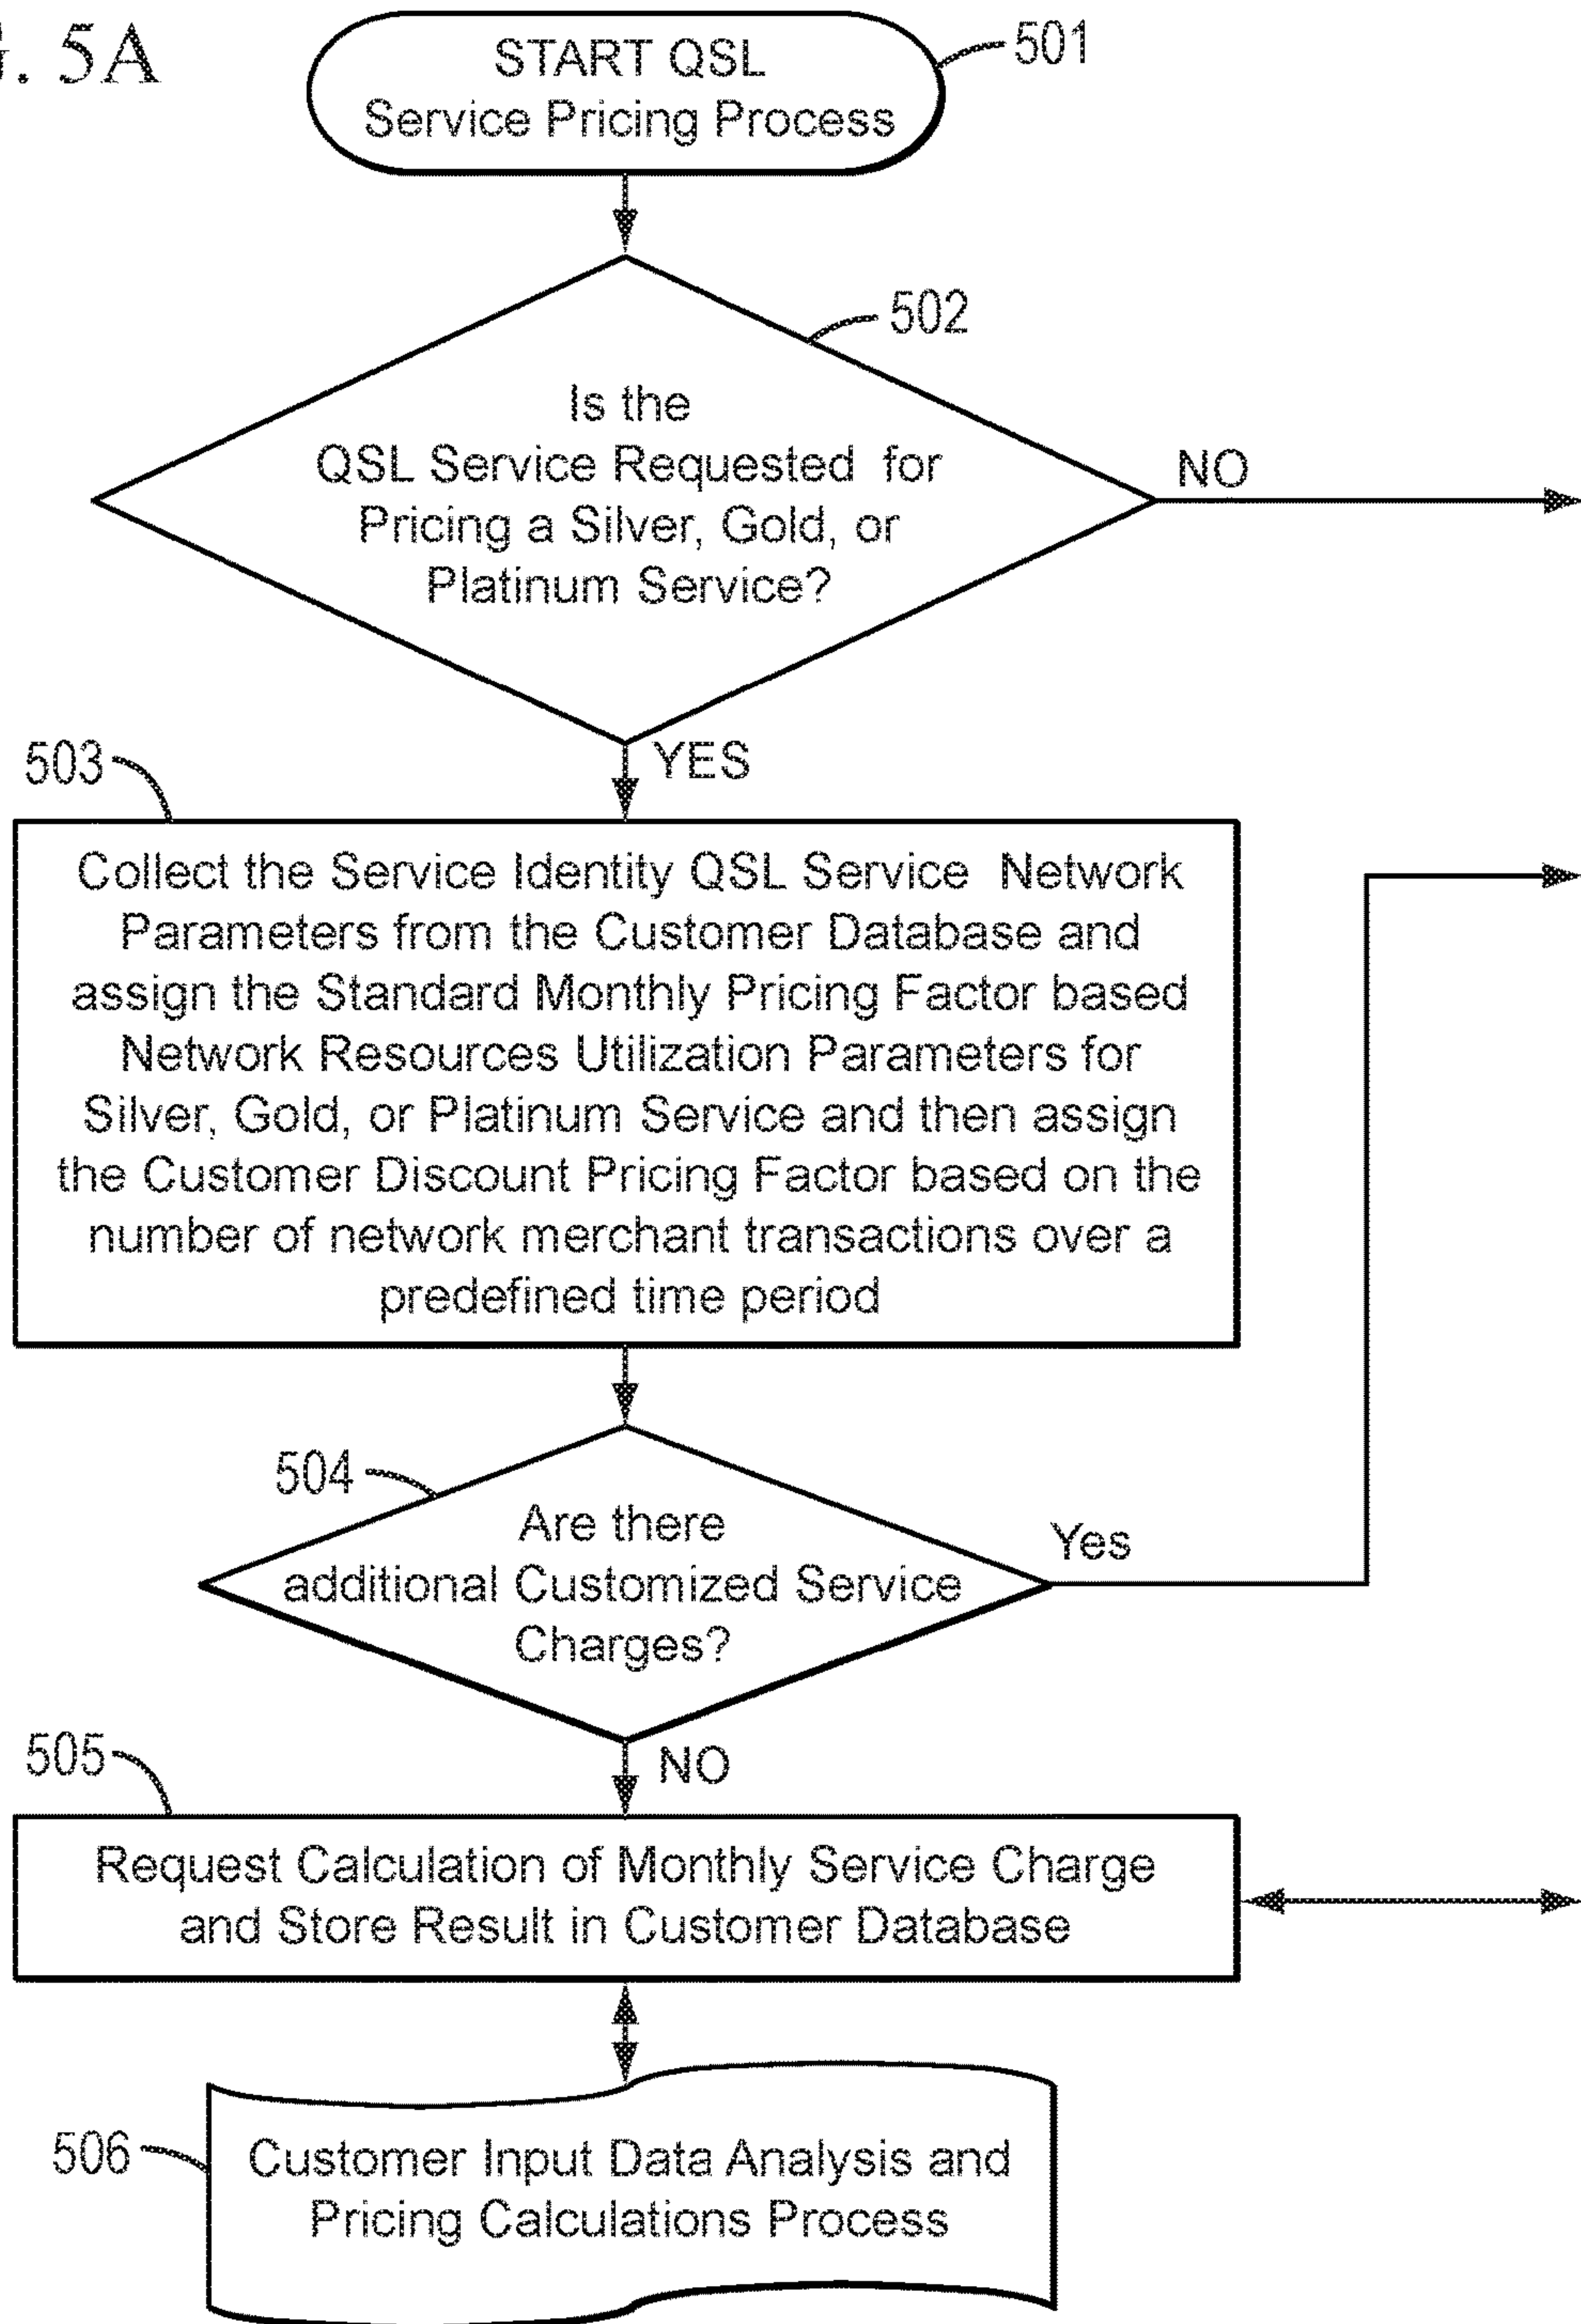 . 5A
START QSL
Service Pricing Process
501
502
Is the
QSL Service Requested for
Pricing a Silver, Gold, or
Platinum Service?
NO
YES
503
Collect the Service Identity QSL Service Network
Parameters from the Customer Database and
assign the Standard Monthly Pricing Factor based
Network Resources Utilization Parameters for
Silver, Gold, or Platinum Service and then assign
the Customer Discount Pricing Factor based on the
number of network merchant transactions over a
predefined time period
504
Are there
additional Customized Service
Charges?
Yes
NO
505
Request Calculation of Monthly Service Charge
and Store Result in Customer Database
506
Customer Input Data Analysis and
Pricing Calculations Process